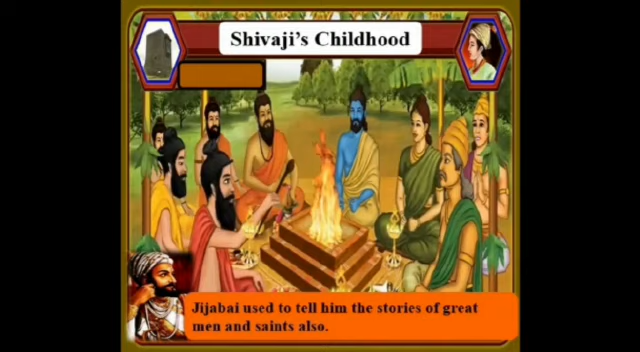 Shivaji's Childhood
Jijabai used to tell him the stories of great
men and saints also.